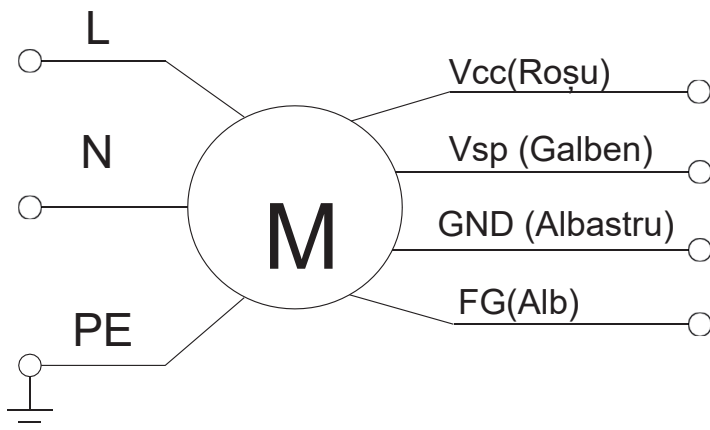 L
N
PE
M
Vcc(Roșu)
Vsp (Galben)
GND (Albastru)
FG(Alb)